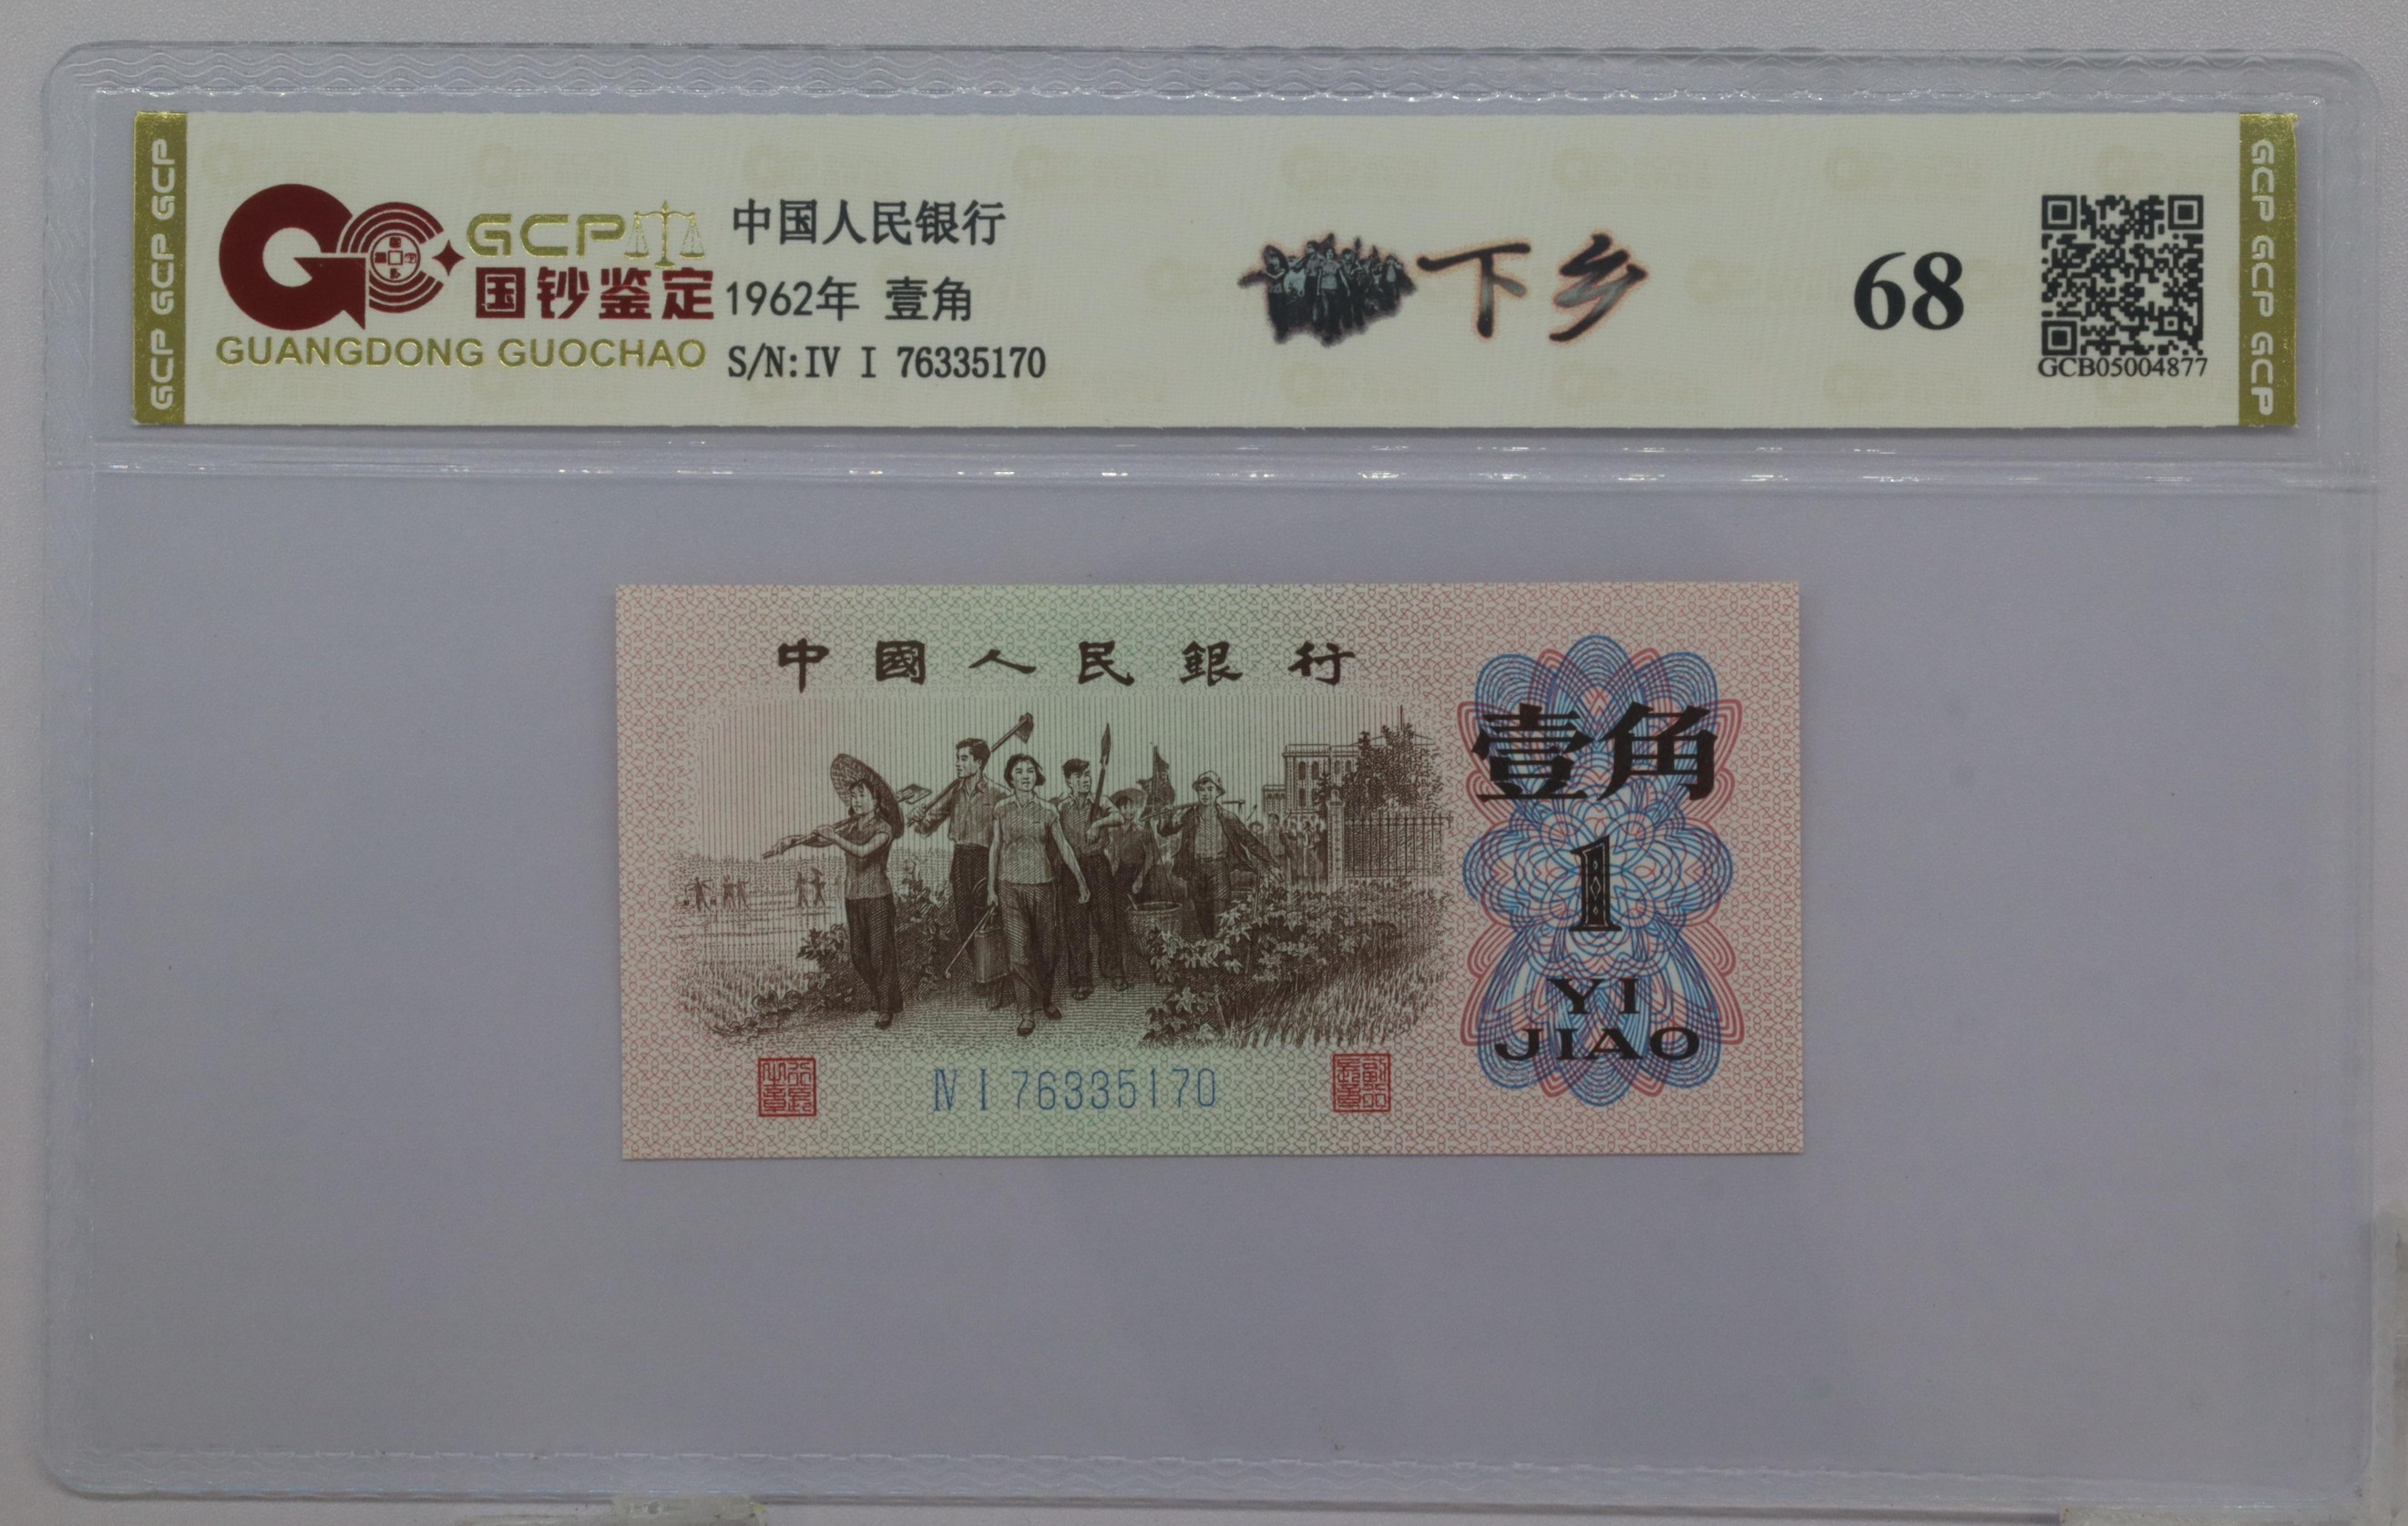 GCP GCP GCP
GCP
国钞鉴定
GUANGDONG GUOCHAO
中国人民银行
1962年 壹角
S/N:IV I 76335170
下乡
68
GCB05004877
GCP GCP GCP
中國人民銀行
壹角
1
YI
JIAO
Ⅳ Ⅰ 76335170